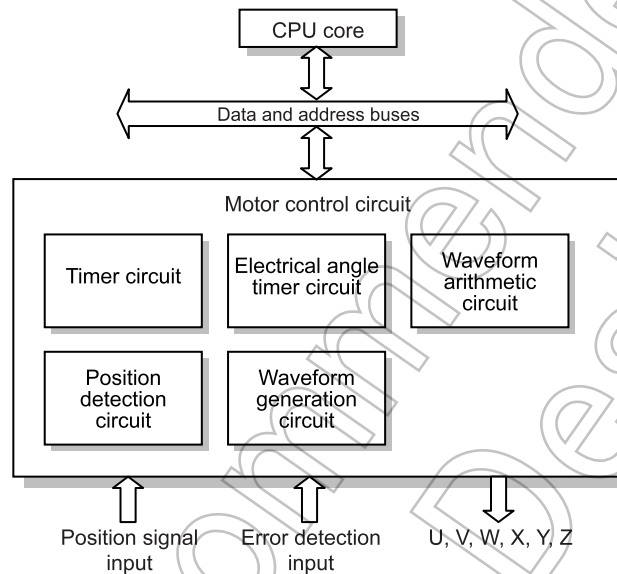 CPU core
Data and address buses
Motor control circuit
Timer circuit
Electrical angle
timer circuit
Waveform
arithmetic
circuit
Position
detection
circuit
Waveform
generation
circuit
Position signal
input
Error detection
input
U, V, W, X, Y, Z